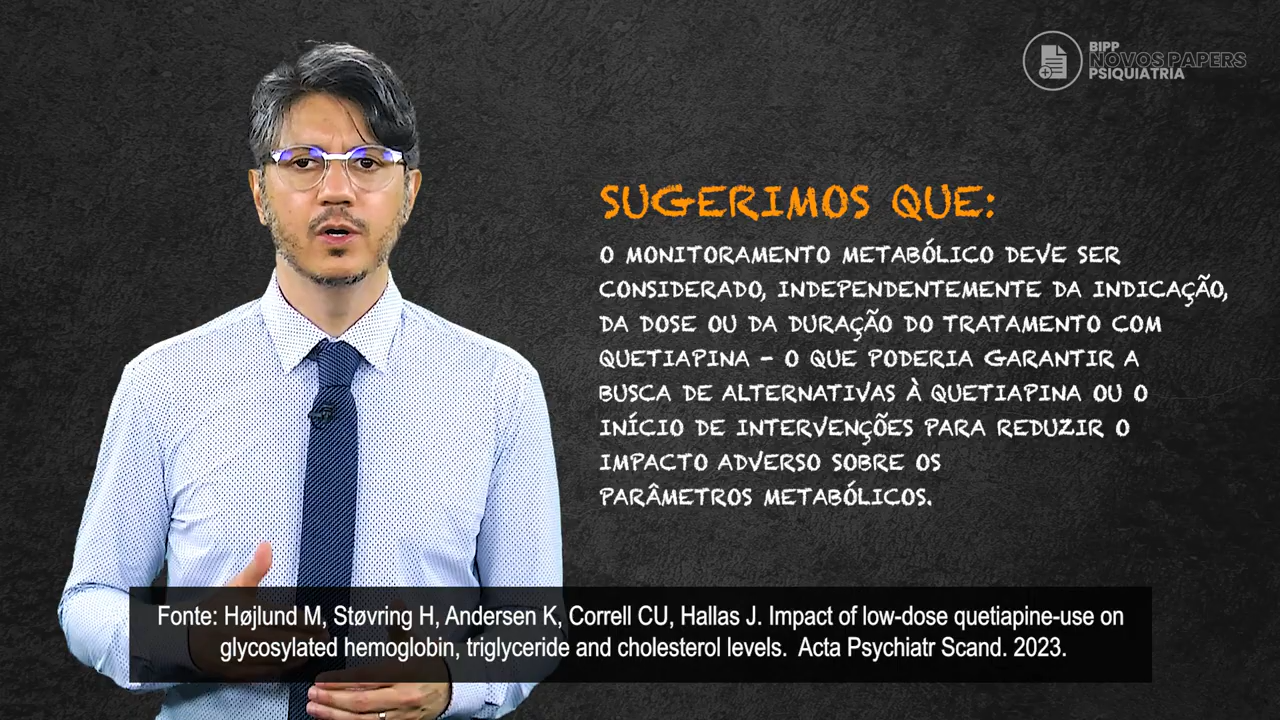 BIPP
NOVOS PAPERS
PSIQUIATRIA
SUGERIMOS QUE:
O MONITORAMENTO METABÓLICO DEVE SER
CONSIDERADO, INDEPENDENTEMENTE DA INDICAÇÃO,
DA DOSE OU DA DURAÇÃO DO TRATAMENTO COM
QUETIAPINA - O QUE PODERIA GARANTIR A
BUSCA DE ALTERNATIVAS À QUETIAPINA OU O
INÍCIO DE INTERVENÇÕES PARA REDUZIR O
IMPACTO ADVERSO SOBRE OS
PARÂMETROS METABÓLICOS.
Fonte: Højlund M, Støvring H, Andersen K, Correll CU, Hallas J. Impact of low-dose quetiapine-use on
glycosylated hemoglobin, triglyceride and cholesterol levels. Acta Psychiatr Scand. 2023.